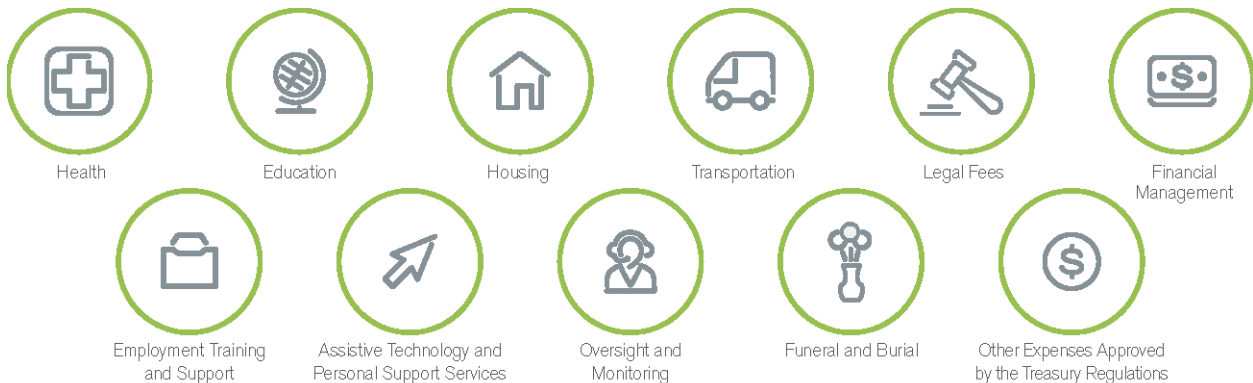 Health
Education
Housing
Transportation
Legal Fees
Financial
Management
Employment Training
and Support
Assistive Technology and
Personal Support Services
Oversight and
Monitoring
Funeral and Burial
Other Expenses Approved
by the Treasury Regulations
$
$